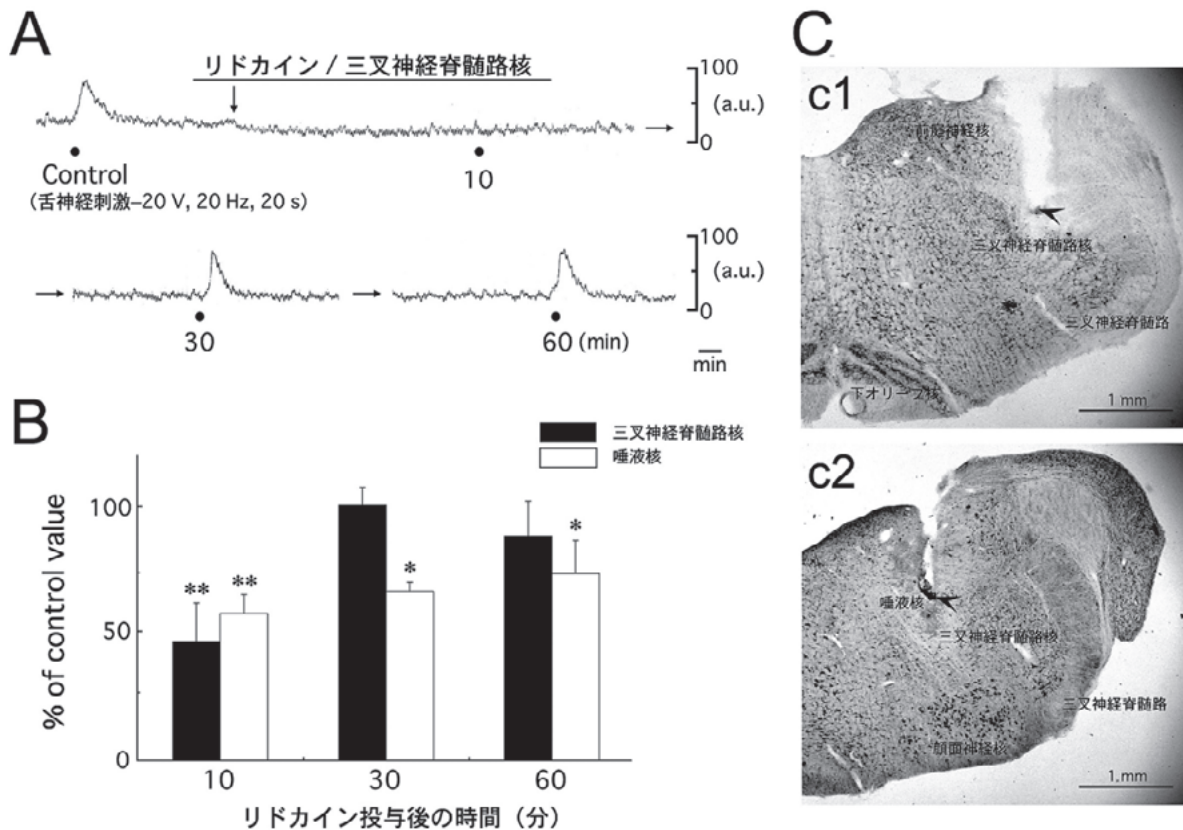 A
リドカイン / 三叉神経脊髄路核
100
(a.u.)
0
Control
(舌神経刺激–20 V, 20 Hz, 20 s)
10
100
(a.u.)
0
30
60 (min)
min
B
三叉神経脊髄路核
唾液核
% of control value
100
50
0
**
**
*
*
10
30
60
リドカイン投与後の時間（分）
C
c1
前庭神経核
三叉神経脊髄路核
三叉神経脊髄路
下オリーブ核
1 mm
c2
唾液核
三叉神経脊髄路核
三叉神経脊髄路
顔面神経核
1 mm